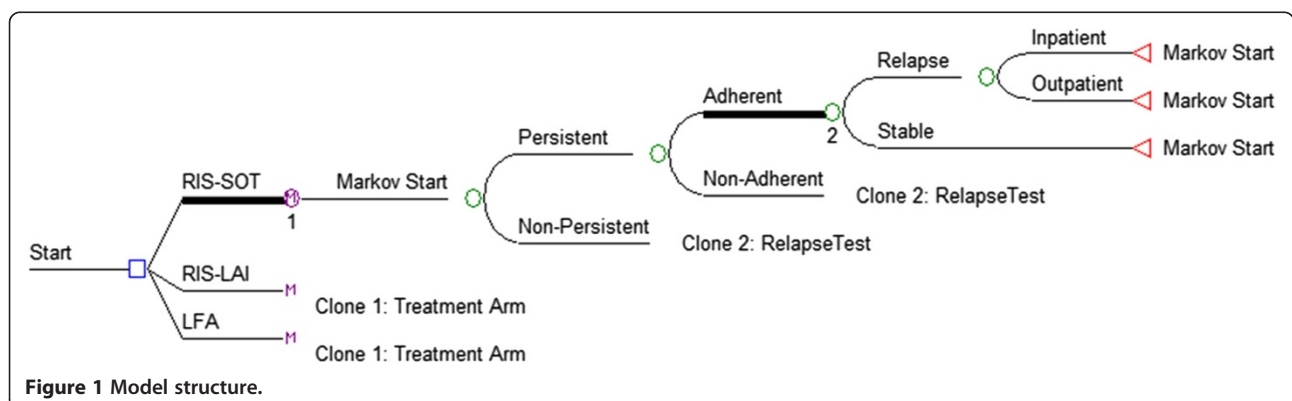 Inpatient
Markov Start
Relapse
Outpatient
Adherent
Markov Start
2
Stable
Persistent
Markov Start
RIS-SOT
M
Markov Start
Non-Adherent
1
Clone 2: RelapseTest
Non-Persistent
Start
Clone 2: RelapseTest
RIS-LAI
M
Clone 1: Treatment Arm
LFA
M
Clone 1: Treatment Arm
Figure 1 Model structure.